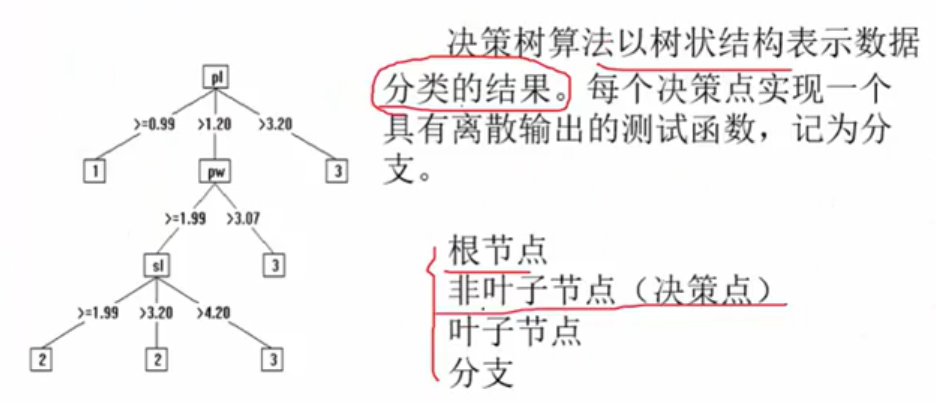 决策树算法以树状结构表示数据
分类的结果。每个决策点实现一个
具有离散输出的测试函数，记为分
支。
pl
>=0.99 >1.20 >3.20
1 pw 3
>=1.99 >3.07
sl 3
>=1.99 >3.20 >4.20
2 2 3
根节点
非叶子节点（决策点）
叶子节点
分支